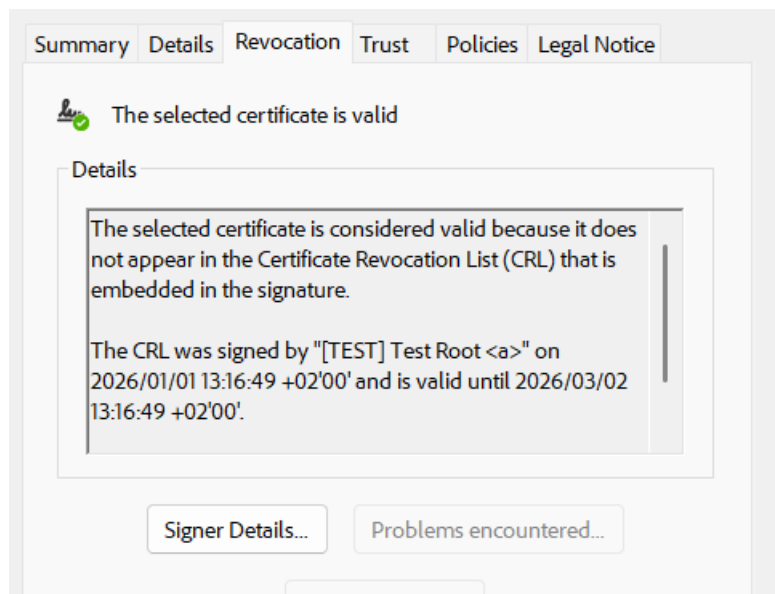 Summary Details Revocation Trust Policies Legal Notice
The selected certificate is valid
Details
The selected certificate is considered valid because it does
not appear in the Certificate Revocation List (CRL) that is
embedded in the signature.
The CRL was signed by "[TEST] Test Root <a>" on
2026/01/01 13:16:49 +02'00' and is valid until 2026/03/02
13:16:49 +02'00'.
Signer Details... Problems encountered...